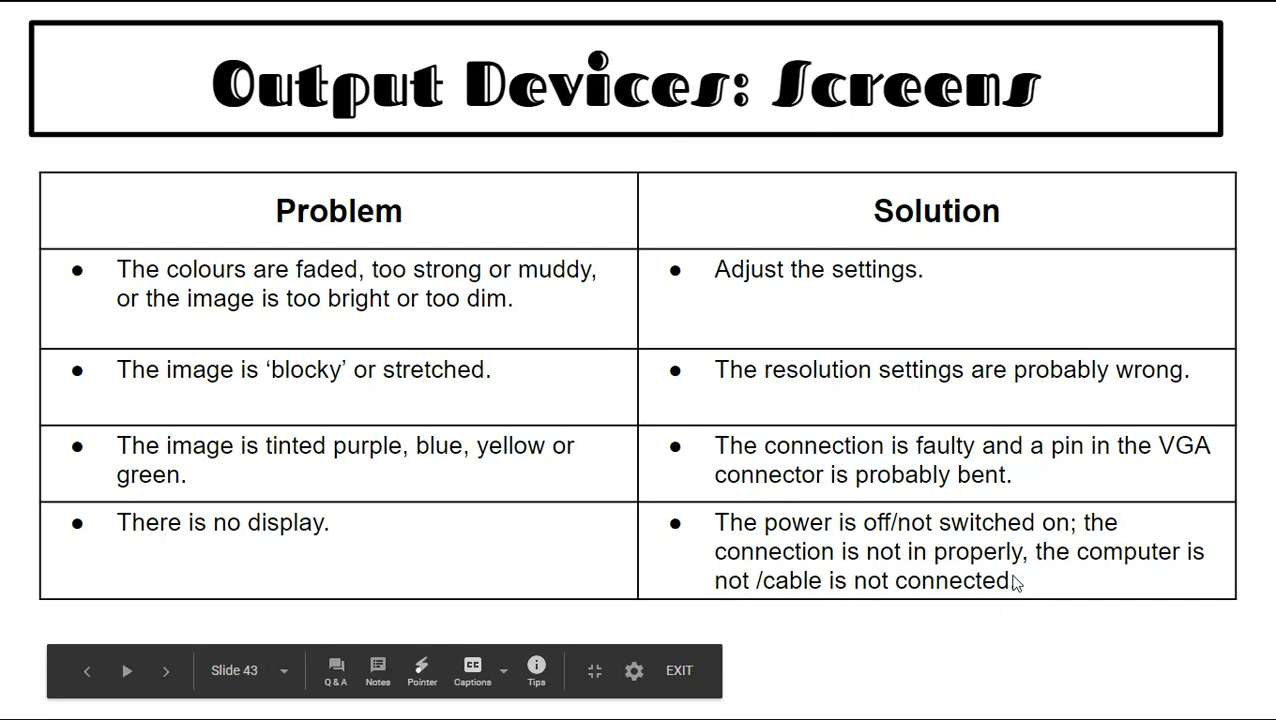 Output Devices: Screens
Problem
Solution
● The colours are faded, too strong or muddy,
or the image is too bright or too dim.
● Adjust the settings.
● The image is ‘blocky’ or stretched.
● The resolution settings are probably wrong.
● The image is tinted purple, blue, yellow or
green.
● The connection is faulty and a pin in the VGA
connector is probably bent.
● There is no display.
● The power is off/not switched on; the
connection is not in properly, the computer is
not /cable is not connected.
Slide 43
Q & A
Notes
Pointer
CC
Captions
Tips
EXIT